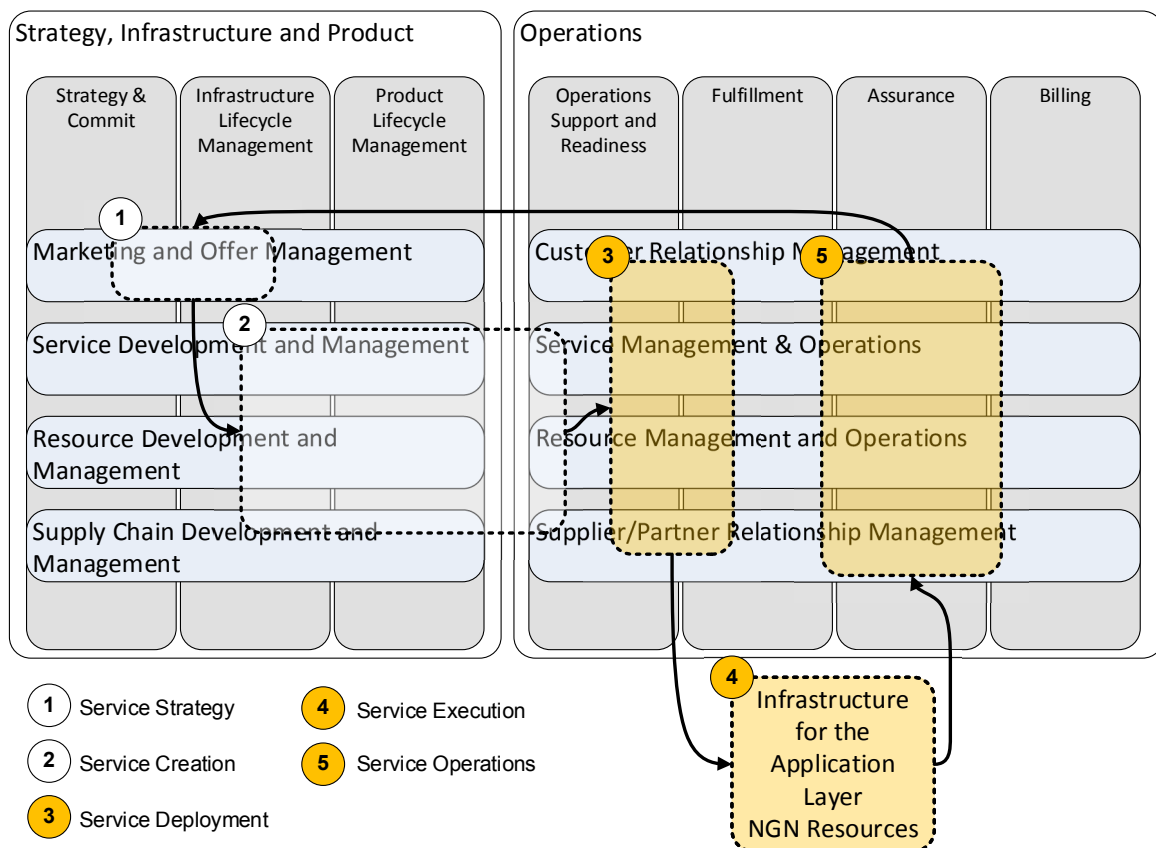 Strategy, Infrastructure and Product
Operations
Strategy &
Commit
Infrastructure
Lifecycle
Management
Product
Lifecycle
Management
Operations
Support and
Readiness
Fulfillment
Assurance
Billing
1
Marketing and Offer Management
3
5
Customer Relationship Management
2
Service Development and Management
Service Management & Operations
Resource Development and
Management
Resource Management and Operations
Supply Chain Development and
Management
Supplier/Partner Relationship Management
1 Service Strategy
2 Service Creation
3 Service Deployment
4 Service Execution
5 Service Operations
4
Infrastructure
for the
Application
Layer
NGN Resources